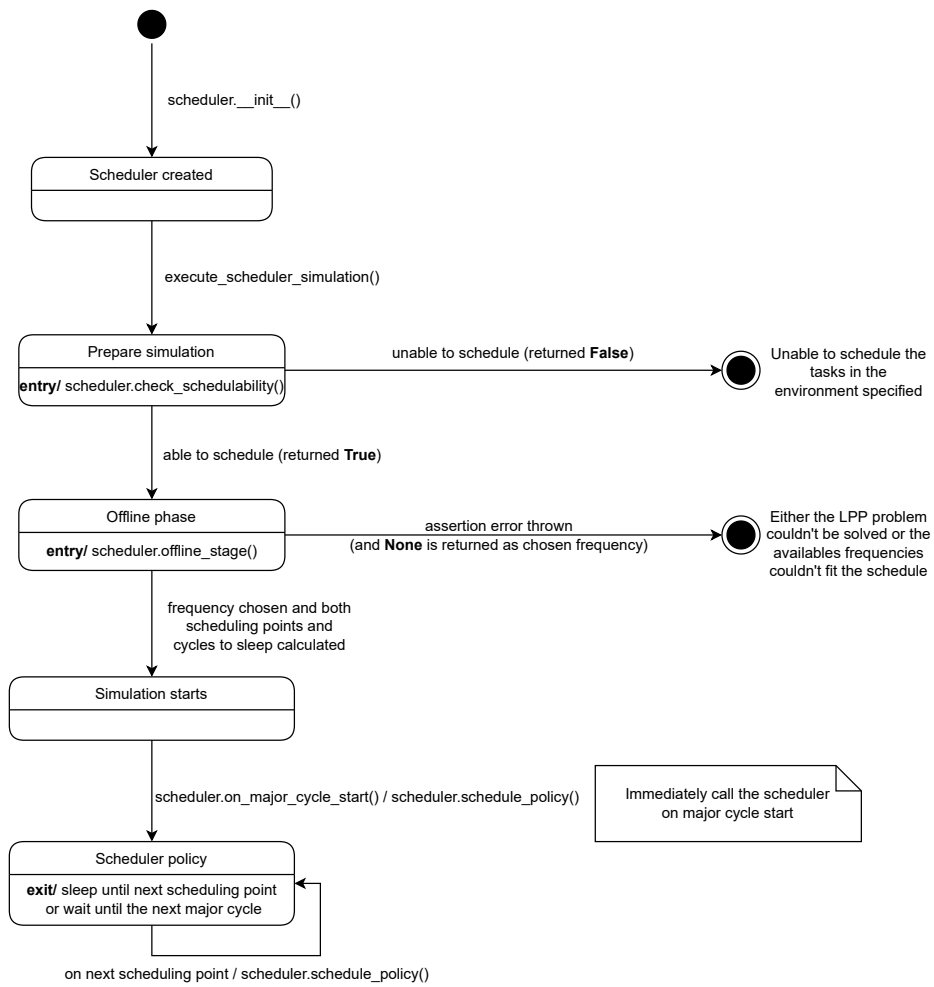 scheduler.__init__()
Scheduler created
execute_scheduler_simulation()
Prepare simulation
entry/ scheduler.check_schedulability()
unable to schedule (returned False)
Unable to schedule the
tasks in the
environment specified
able to schedule (returned True)
Offline phase
entry/ scheduler.offline_stage()
assertion error thrown
(and None is returned as chosen frequency)
Either the LPP problem
couldn't be solved or the
availables frequencies
couldn't fit the schedule
frequency chosen and both
scheduling points and
cycles to sleep calculated
Simulation starts
scheduler.on_major_cycle_start() / scheduler.schedule_policy()
Immediately call the scheduler
on major cycle start
Scheduler policy
exit/ sleep until next scheduling point
or wait until the next major cycle
on next scheduling point / scheduler.schedule_policy()